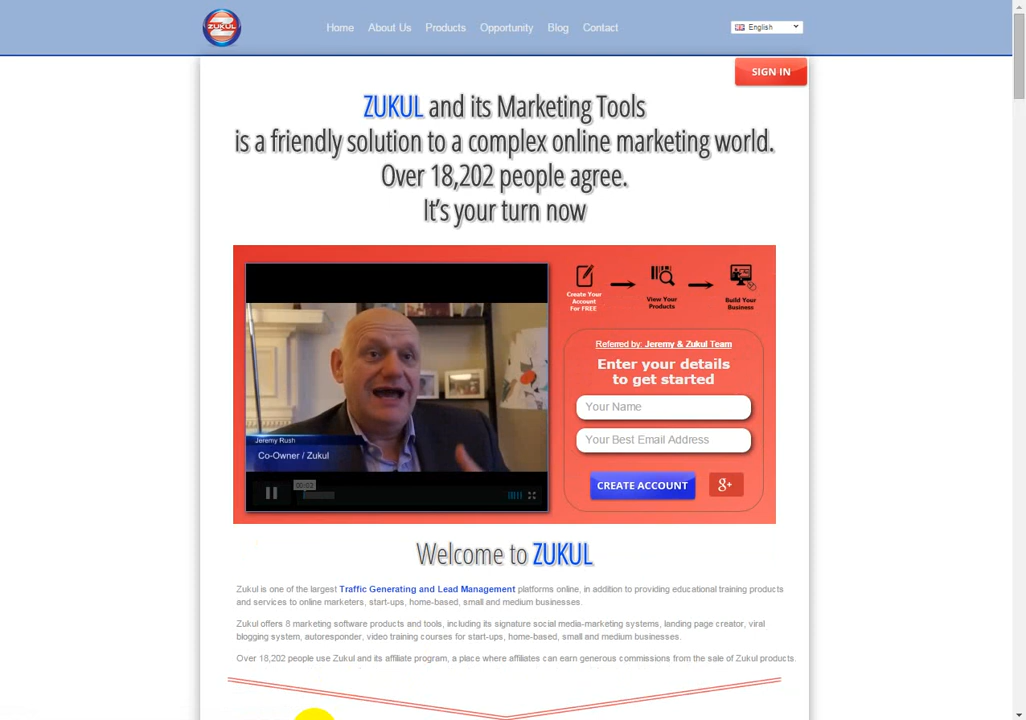 ZUKUL
Home About Us Products Opportunity Blog Contact
English
SIGN IN
ZUKUL and its Marketing Tools
is a friendly solution to a complex online marketing world.
Over 18,202 people agree.
It's your turn now
Create Your
Account
For FREE
View Your
Products
Build Your
Business
Referred by: Jeremy & Zukul Team
Enter your details
to get started
Your Name
Your Best Email Address
CREATE ACCOUNT
g+
Jeremy Rush
Co-Owner / Zukul
00:02
Welcome to ZUKUL
Zukul is one of the largest Traffic Generating and Lead Management platforms online, in addition to providing educational training products
and services to online marketers, start-ups, home-based, small and medium businesses.
Zukul offers 8 marketing software products and tools, including its signature social media-marketing systems, landing page creator, viral
blogging system, autoresponder, video training courses for start-ups, home-based, small and medium businesses.
Over 18,202 people use Zukul and its affiliate program, a place where affiliates can earn generous commissions from the sale of Zukul products.